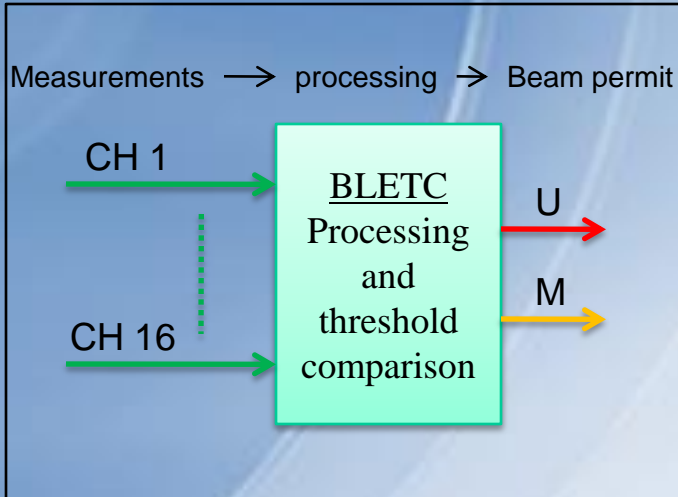 Measurements → processing → Beam permit
CH 1
BLETC
Processing
and
threshold
comparison
U
M
CH 16